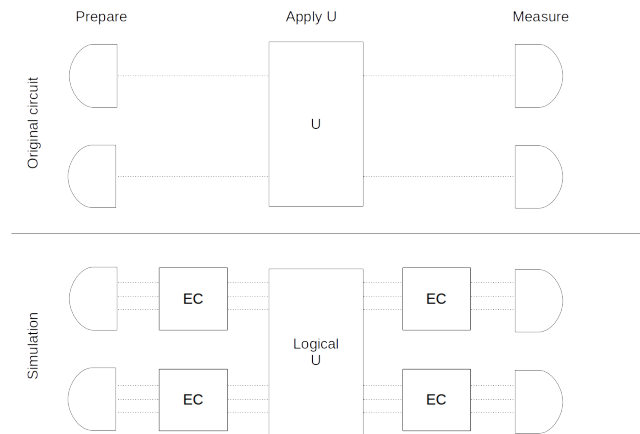 Prepare
Apply U
Measure
Original circuit
U
Simulation
EC
EC
Logical
U
EC
EC